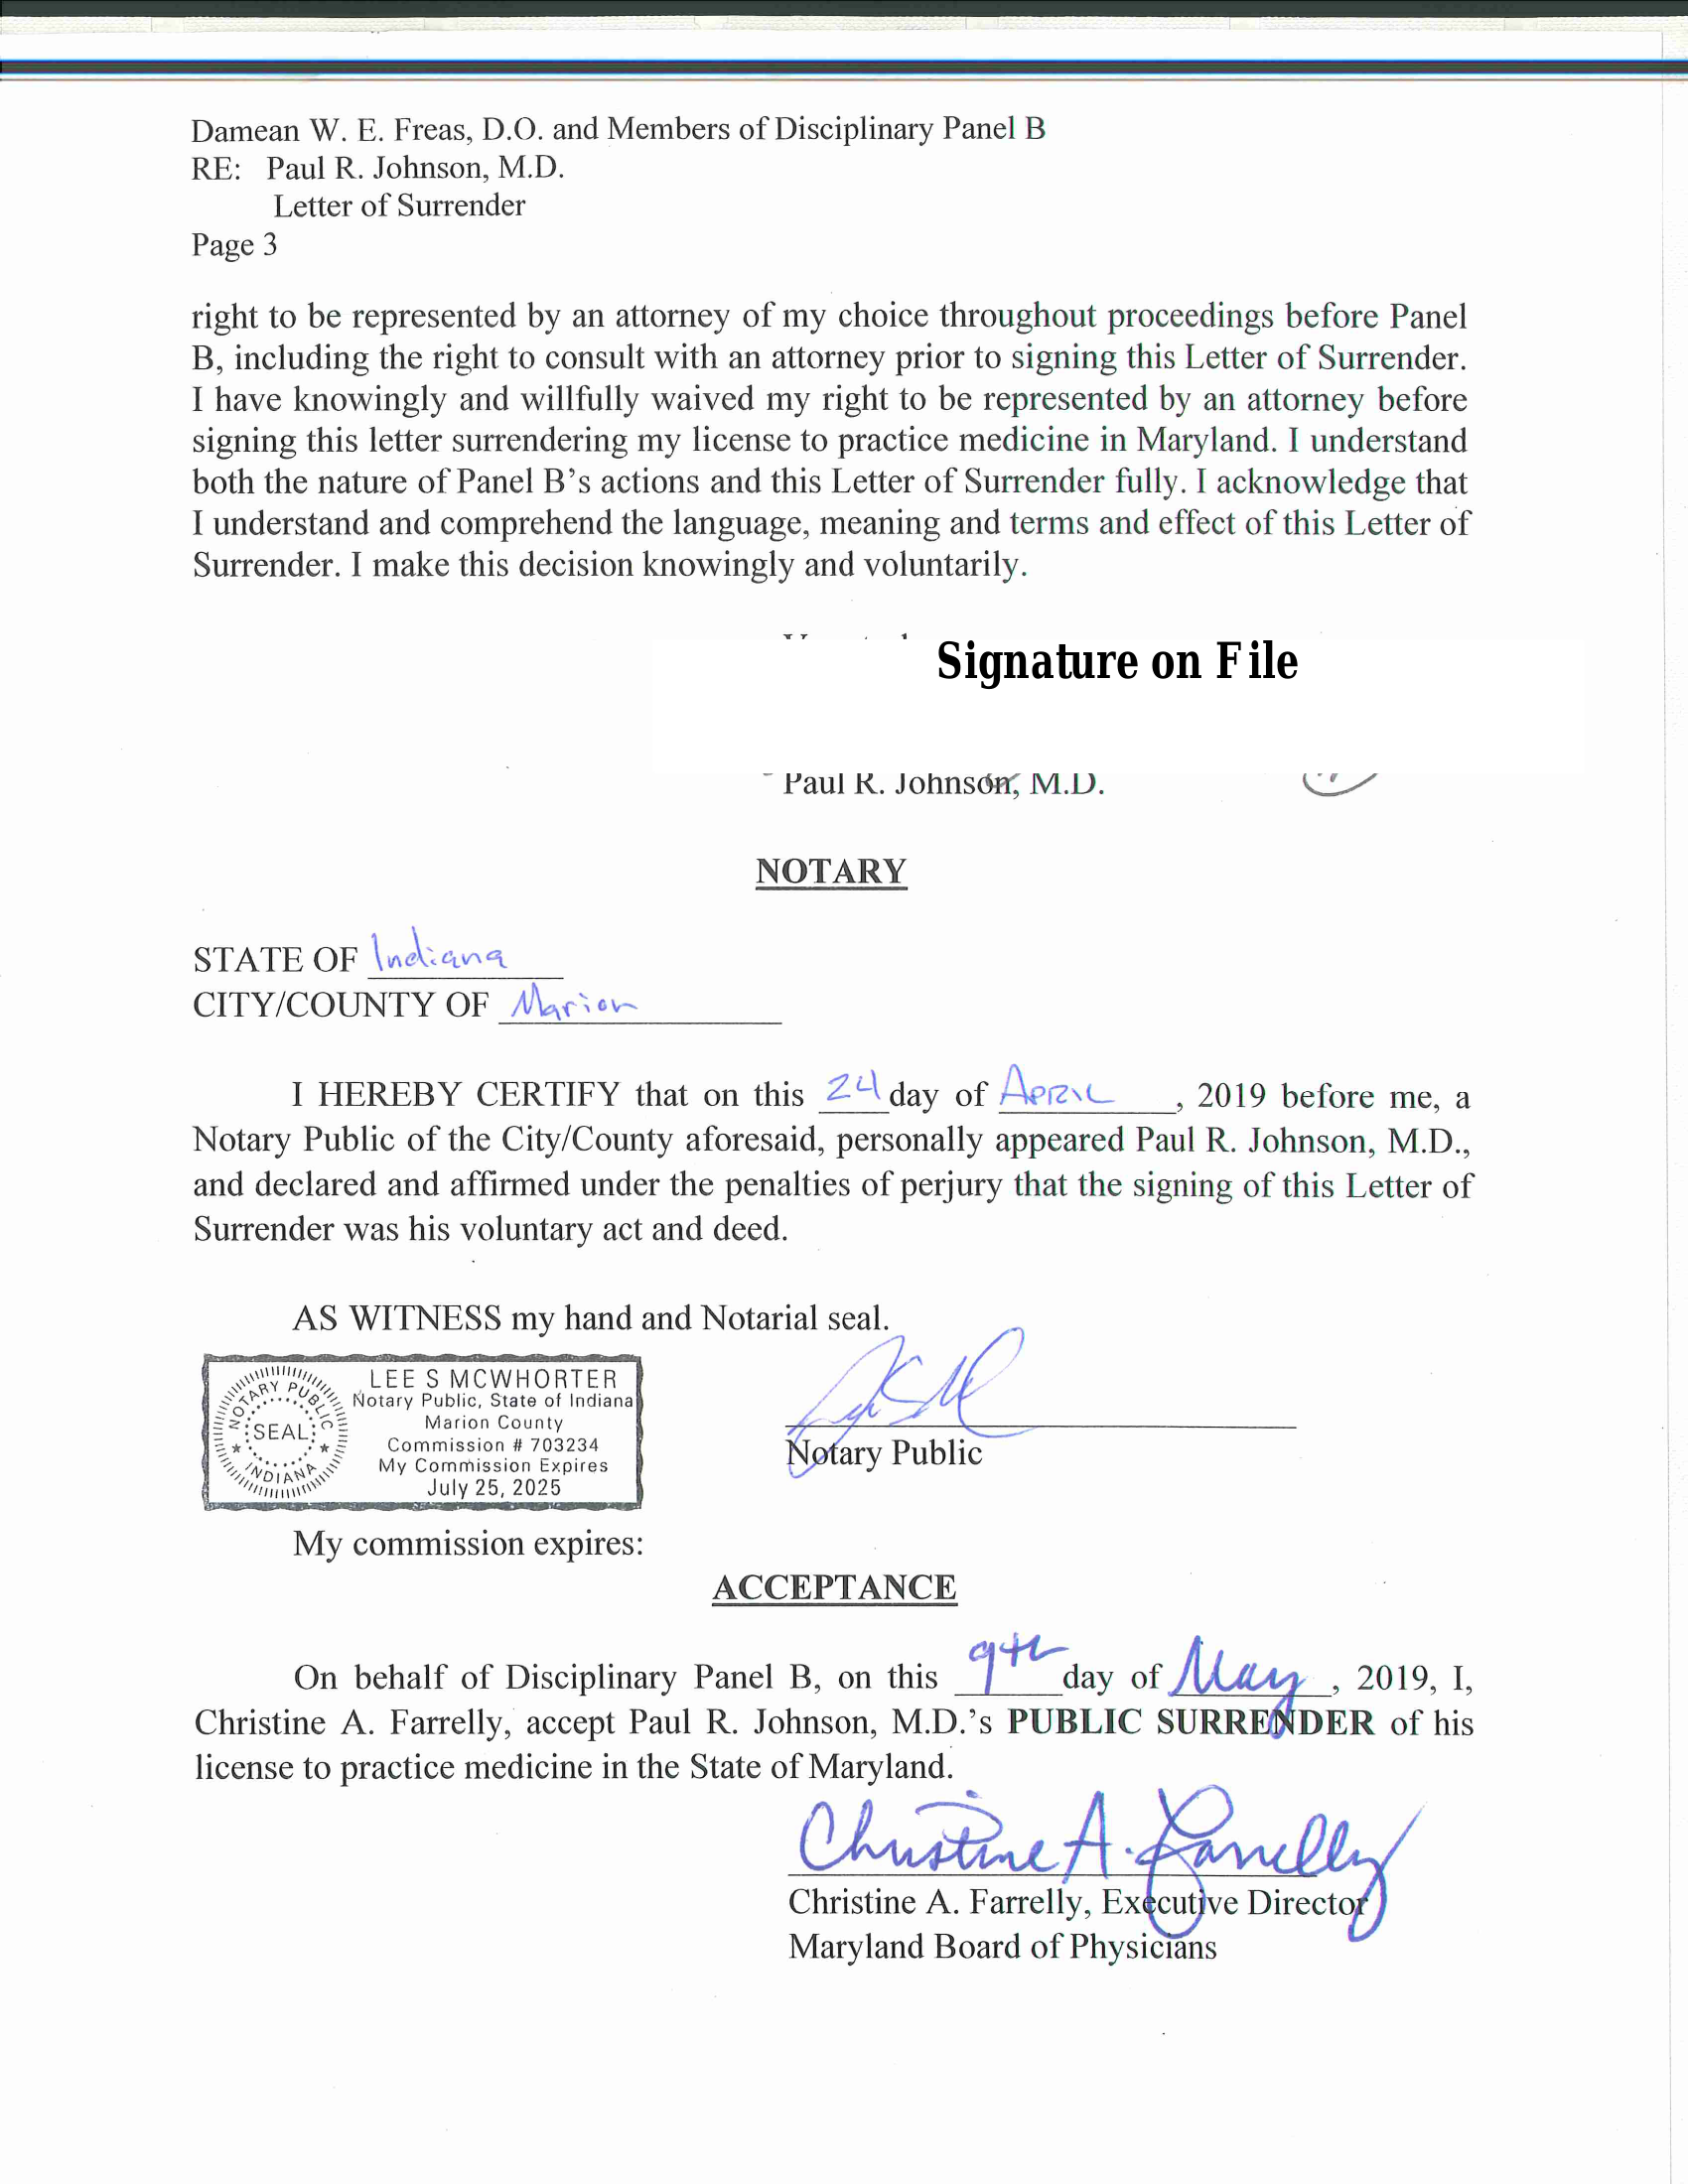 Damean W. E. Freas, D.O. and Members of Disciplinary Panel B
RE: Paul R. Johnson, M.D.
Letter of Surrender
Page 3
right to be represented by an attorney of my choice throughout proceedings before Panel
B, including the right to consult with an attorney prior to signing this Letter of Surrender.
I have knowingly and willfully waived my right to be represented by an attorney before
signing this letter surrendering my license to practice medicine in Maryland. I understand
both the nature of Panel B's actions and this Letter of Surrender fully. I acknowledge that
I understand and comprehend the language, meaning and terms and effect of this Letter of
Surrender. I make this decision knowingly and voluntarily.
Signature on File
Paul R. Johnson, M.D.
NOTARY
STATE OF Indiana
CITY/COUNTY OF Marion
I HEREBY CERTIFY that on this 24 day of APRIL, 2019 before me, a
Notary Public of the City/County aforesaid, personally appeared Paul R. Johnson, M.D.,
and declared and affirmed under the penalties of perjury that the signing of this Letter of
Surrender was his voluntary act and deed.
AS WITNESS my hand and Notarial seal.
NOTARY PUBLIC
SEAL
INDIANA
LEE S MCWHORTER
Notary Public, State of Indiana
Marion County
Commission # 703234
My Commission Expires
July 25, 2025
Notary Public
My commission expires:
ACCEPTANCE
On behalf of Disciplinary Panel B, on this 9th day of May, 2019, I,
Christine A. Farrelly, accept Paul R. Johnson, M.D.'s PUBLIC SURRENDER of his
license to practice medicine in the State of Maryland.
Christine A. Farrelly
Christine A. Farrelly, Executive Director
Maryland Board of Physicians